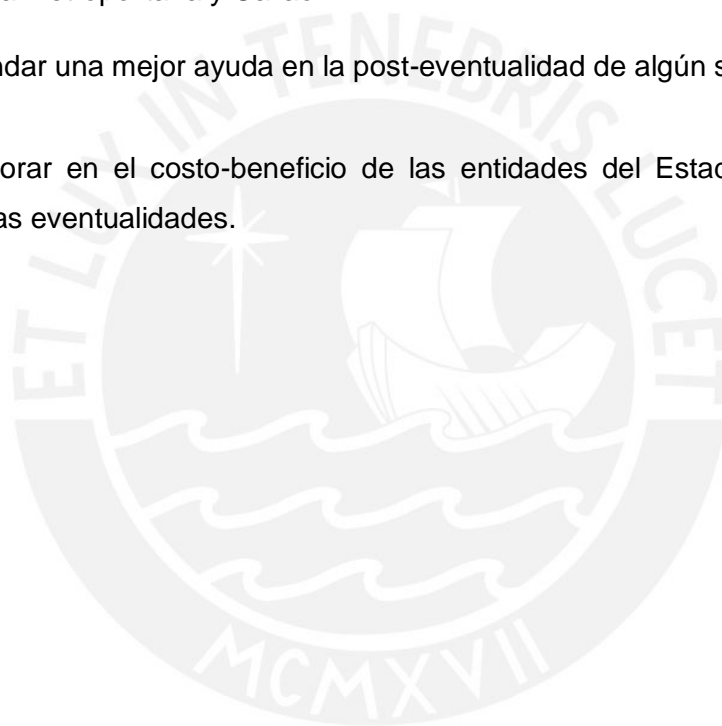 ndar una mejor ayuda en la post-eventualidad de algún s
orar en el costo-beneficio de las entidades del Estac
as eventualidades.
ET LUX IN TENEBRIS LUCET
MCMXVII